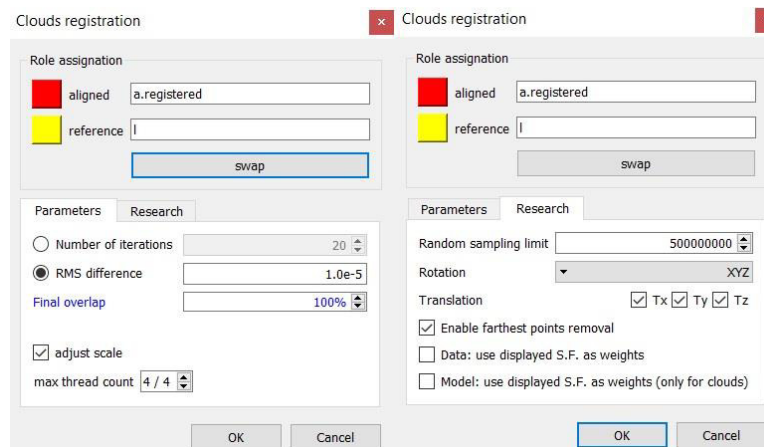 Clouds registration
×
Role assignation
aligned a.registered
reference l
swap
Parameters Research
Number of iterations 20
RMS difference 1.0e-5
Final overlap 100%
adjust scale
max thread count 4 / 4
OK Cancel
Clouds registration
Role assignation
aligned a.registered
reference l
swap
Parameters Research
Random sampling limit 500000000
Rotation XYZ
Translation Tx Ty Tz
Enable farthest points removal
Data: use displayed S.F. as weights
Model: use displayed S.F. as weights (only for clouds)
OK Cancel